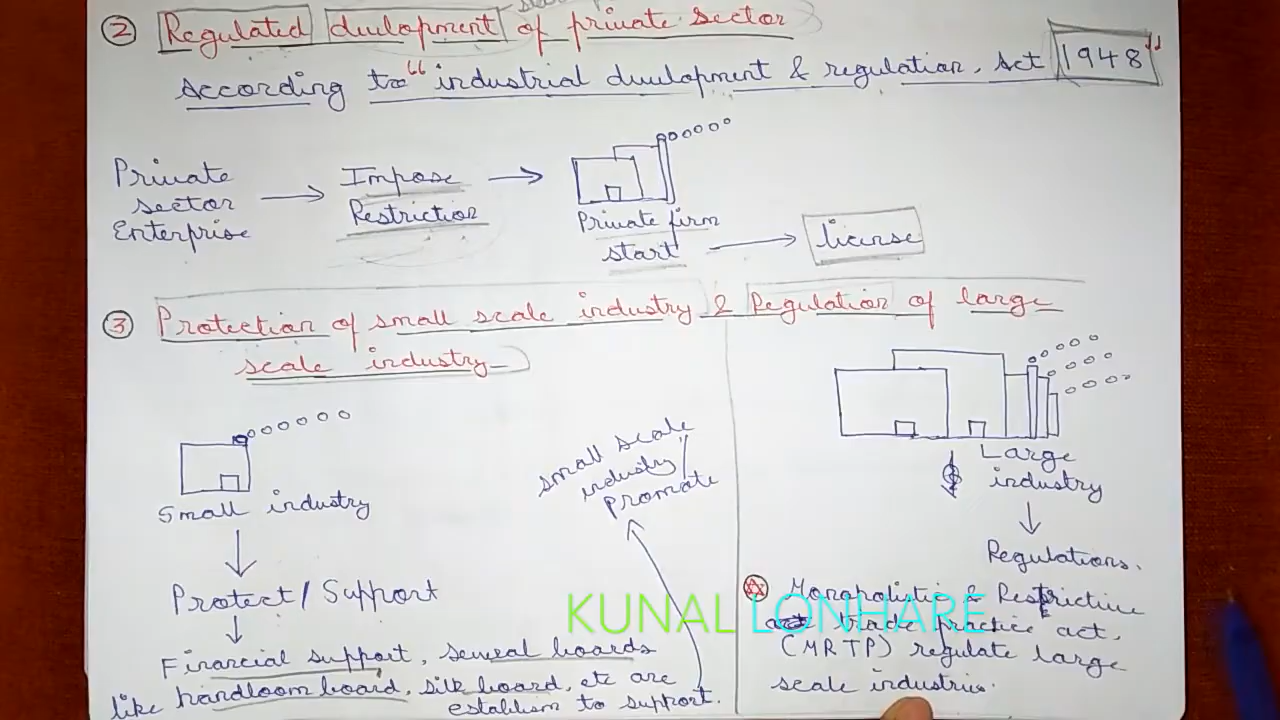 ② Regulated development of private sector
According to "industrial development & regulation. Act 1948"
Private
sector
Enterprise
Impose
Restriction
Private firm
start
license
③ Protection of small scale industry & Regulation of large
scale industry
Small industry
Protect/Support
Financial support, several boards
like handloom board, silk board, etc are
establism to support.
small scale
industry
promote
Large
industry
Regulations.
Monopolistic & Restrictive
trade practice act,
(MRTP) regulate large
scale industries.
KUNAL LONHARE